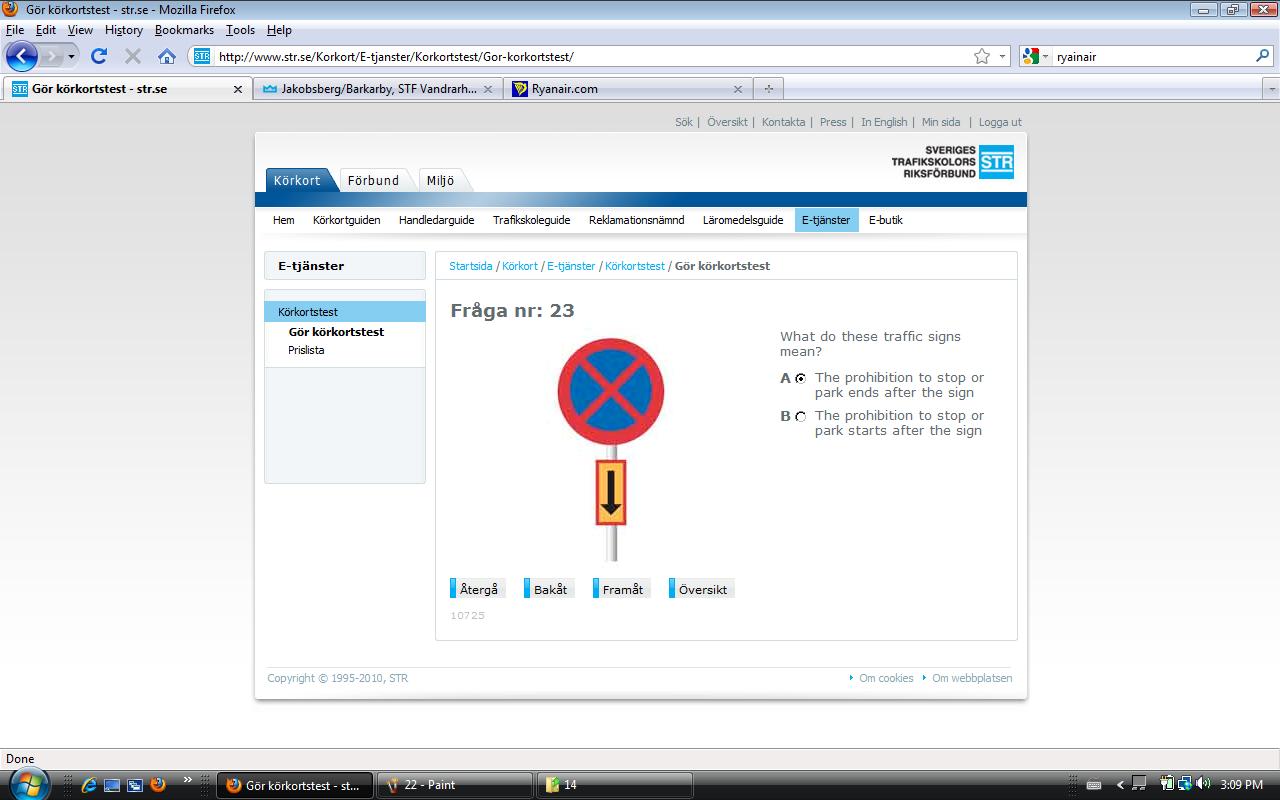 Gör körkortstest - str.se - Mozilla Firefox
File Edit View History Bookmarks Tools Help
http://www.str.se/Korkort/E-tjanster/Korkortstest/Gor-korkortstest/
ryainair
STR Gör körkortstest - str.se
Jakobsberg/Barkarby, STF Vandrarh...
Ryanair.com
Sök | Översikt | Kontakta | Press | In English | Min sida | Logga ut
SVERIGES
TRAFIKSKOLORS STR
RIKSFÖRBUND
Körkort Förbund Miljö
Hem Körkortguiden Handledarguide Trafikskoleguide Reklamationsnämnd Läromedelsguide E-tjänster E-butik
E-tjänster
Startsida / Körkort / E-tjänster / Körkortstest / Gör körkortstest
Körkortstest
Gör körkortstest
Prislista
Fråga nr: 23
What do these traffic signs
mean?
A The prohibition to stop or
park ends after the sign
B The prohibition to stop or
park starts after the sign
Återgå Bakåt Framåt Översikt
10725
Copyright © 1995-2010, STR
Om cookies Om webbplatsen
Done
Gör körkortstest - st...
22 - Paint
14
3:09 PM